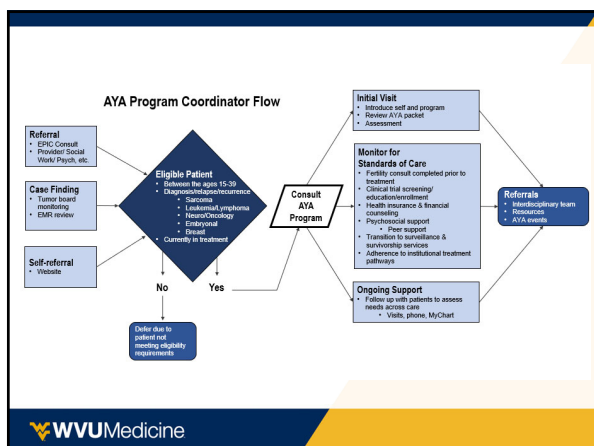 AYA Program Coordinator Flow
Referral
• EPIC Consult
• Provider/ Social
Work/ Psych, etc.
Case Finding
• Tumor board
monitoring
• EMR review
Self-referral
• Website
Eligible Patient
• Between the ages 15-39
• Diagnosis/relapse/recurrence
• Sarcoma
• Leukemia/Lymphoma
• Neuro/Oncology
• Embryonal
• Breast
• Currently in treatment
No
Yes
Defer due to
patient not
meeting eligibility
requirements
Consult
AYA
Program
Initial Visit
• Introduce self and program
• Review AYA packet
• Assessment
Monitor for
Standards of Care
• Fertility consult completed prior to
treatment
• Clinical trial screening/
education/enrollment
• Health insurance & financial
counseling
• Psychosocial support
• Peer support
• Transition to surveillance &
survivorship services
• Adherence to institutional treatment
pathways
Ongoing Support
• Follow up with patients to assess
needs across care
• Visits, phone, MyChart
Referrals
• Interdisciplinary team
• Resources
• AYA events
WVUMedicine